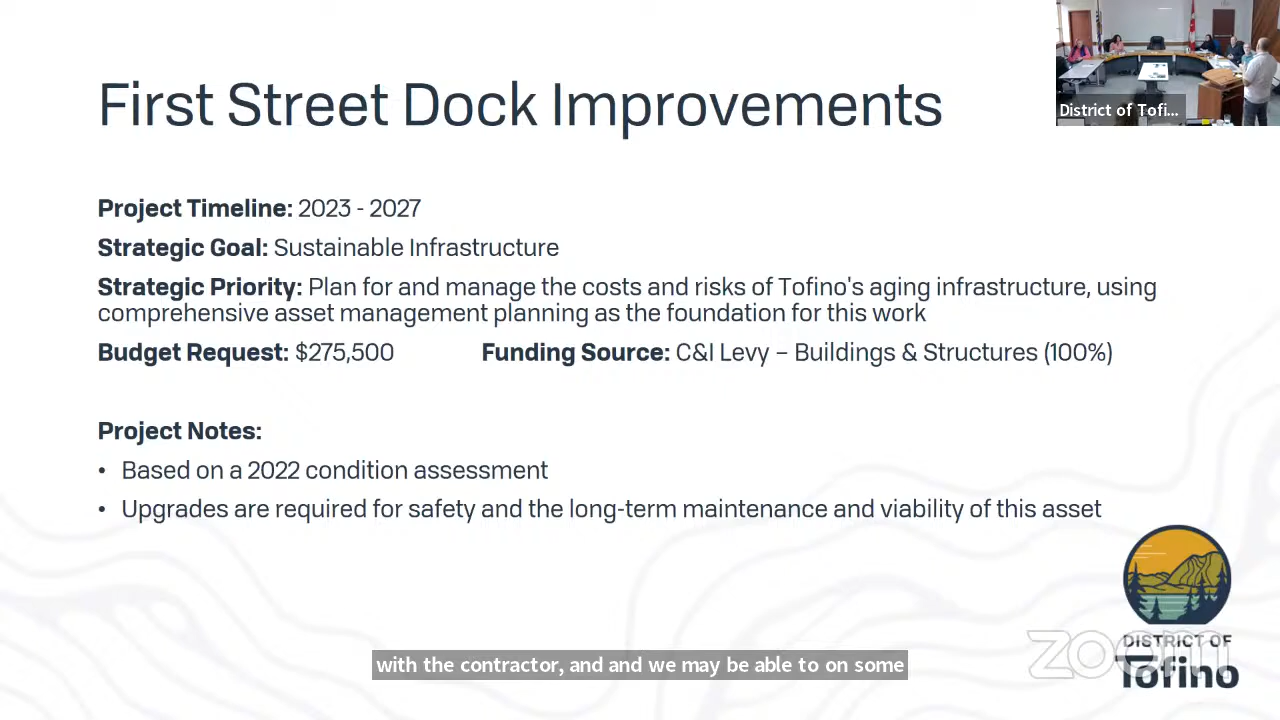 First Street Dock Improvements
District of Tofi...
Project Timeline: 2023 - 2027
Strategic Goal: Sustainable Infrastructure
Strategic Priority: Plan for and manage the costs and risks of Tofino's aging infrastructure, using
comprehensive asset management planning as the foundation for this work
Budget Request: $275,500 Funding Source: C&I Levy – Buildings & Structures (100%)
Project Notes:
• Based on a 2022 condition assessment
• Upgrades are required for safety and the long-term maintenance and viability of this asset
DISTRICT OF
Tofino
zoom
with the contractor, and and we may be able to on some